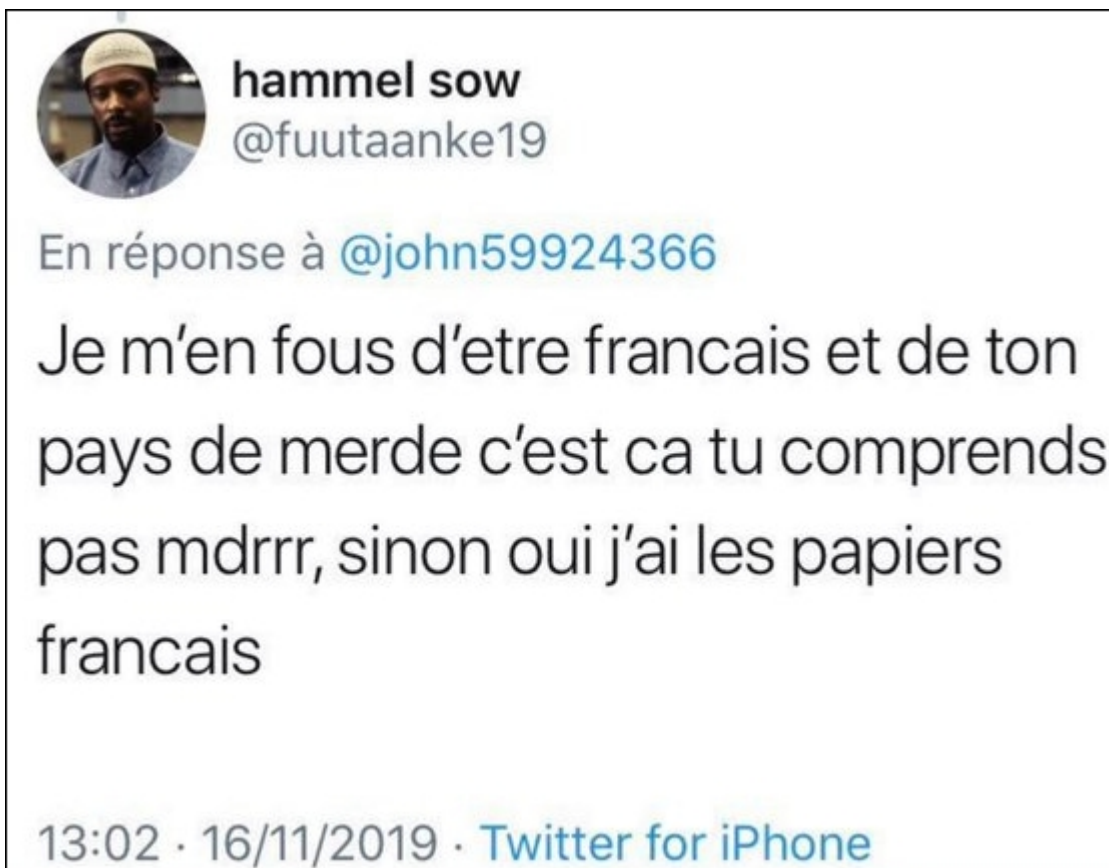 hammel sow
@fuutaanke19
En réponse à @john59924366
Je m'en fous d'etre francais et de ton
pays de merde c'est ca tu comprends
pas mdrrr, sinon oui j'ai les papiers
francais
13:02 · 16/11/2019 · Twitter for iPhone